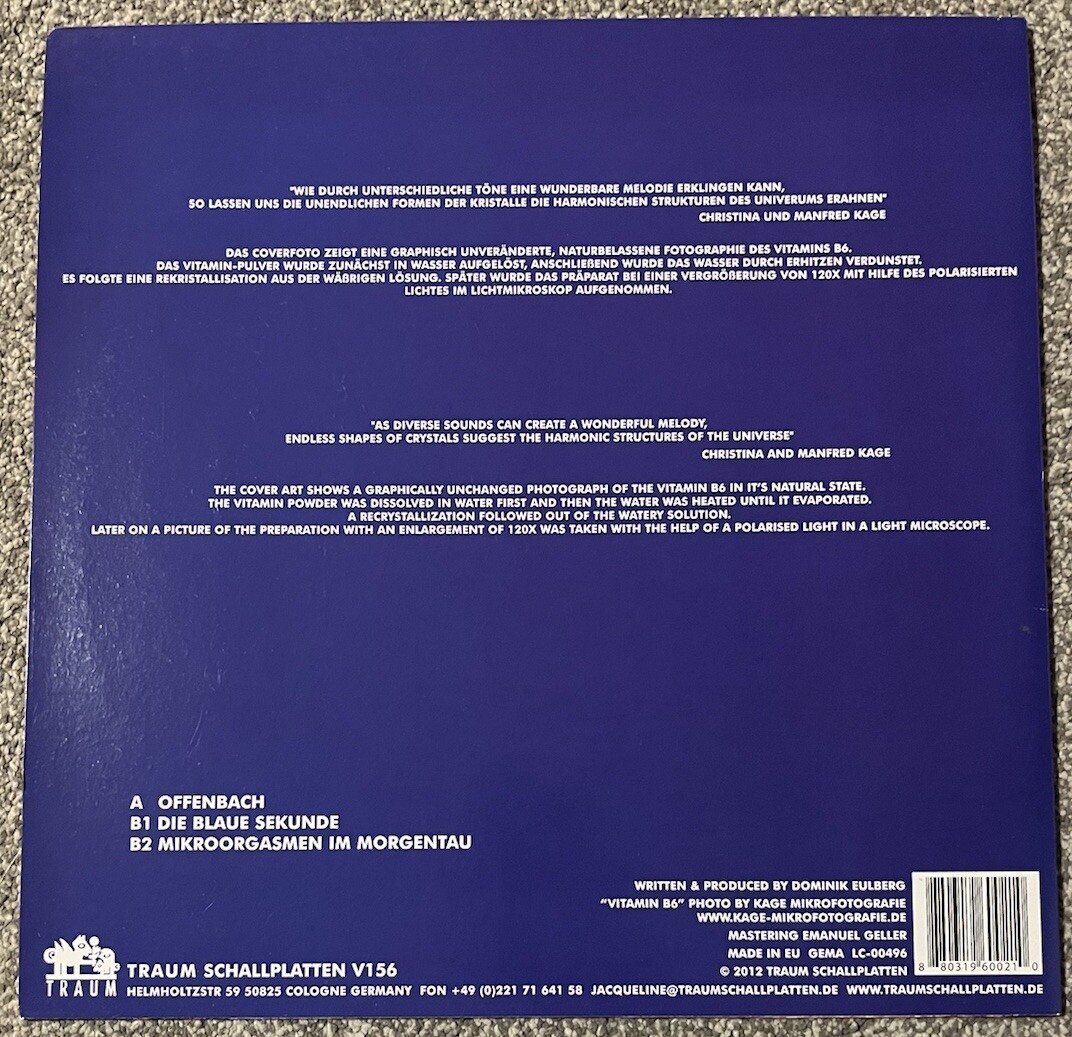 "WIE DURCH UNTERSCHIEDLICHE TÖNE EINE WUNDERBARE MELODIE ERKLINGEN KANN,
SO LASSEN UNS DIE UNENDLICHEN FORMEN DER KRISTALLE DIE HARMONISCHEN STRUKTUREN DES UNIVERUMS ERAHNEN"
CHRISTINA UND MANFRED KAGE
DAS COVERFOTO ZEIGT EINE GRAPHISCH UNVERÄNDERTE, NATURBELASSENE FOTOGRAPHIE DES VITAMINS B6.
DAS VITAMIN-PULVER WURDE ZUNÄCHST IN WASSER AUFGELÖST, ANSCHLIEßEND WURDE DAS WASSER DURCH ERHITZEN VERDUNSTET.
ES FOLGTE EINE REKRISTALLISATION AUS DER WÄßRIGEN LÖSUNG. SPÄTER WURDE DAS PRÄPARAT BEI EINER VERGRÖßERUNG VON 120X MIT HILFE DES POLARISIERTEN
LICHTES IM LICHTMIKROSKOP AUFGENOMMEN.
"AS DIVERSE SOUNDS CAN CREATE A WONDERFUL MELODY,
ENDLESS SHAPES OF CRYSTALS SUGGEST THE HARMONIC STRUCTURES OF THE UNIVERSE"
CHRISTINA AND MANFRED KAGE
THE COVER ART SHOWS A GRAPHICALLY UNCHANGED PHOTOGRAPH OF THE VITAMIN B6 IN IT'S NATURAL STATE.
THE VITAMIN POWDER WAS DISSOLVED IN WATER FIRST AND THEN THE WATER WAS HEATED UNTIL IT EVAPORATED.
A RECRYSTALLIZATION FOLLOWED OUT OF THE WATERY SOLUTION.
LATER ON A PICTURE OF THE PREPARATION WITH AN ENLARGEMENT OF 120X WAS TAKEN WITH THE HELP OF A POLARISED LIGHT IN A LIGHT MICROSCOPE.
A OFFENBACH
B1 DIE BLAUE SEKUNDE
B2 MIKROORGASMEN IM MORGENTAU
WRITTEN & PRODUCED BY DOMINIK EULBERG
"VITAMIN B6" PHOTO BY KAGE MIKROFOTOGRAFIE
WWW.KAGE-MIKROFOTOGRAFIE.DE
MASTERING EMANUEL GELLER
MADE IN EU GEMA LC-00496
© 2012 TRAUM SCHALLPLATTEN
8 80319 60021 0
TRAUM SCHALLPLATTEN V156
TRAUM
HELMHOLTZSTR 59 50825 COLOGNE GERMANY FON +49 (0)221 71 641 58 JACQUELINE@TRAUMSCHALLPLATTEN.DE WWW.TRAUMSCHALLPLATTEN.DE